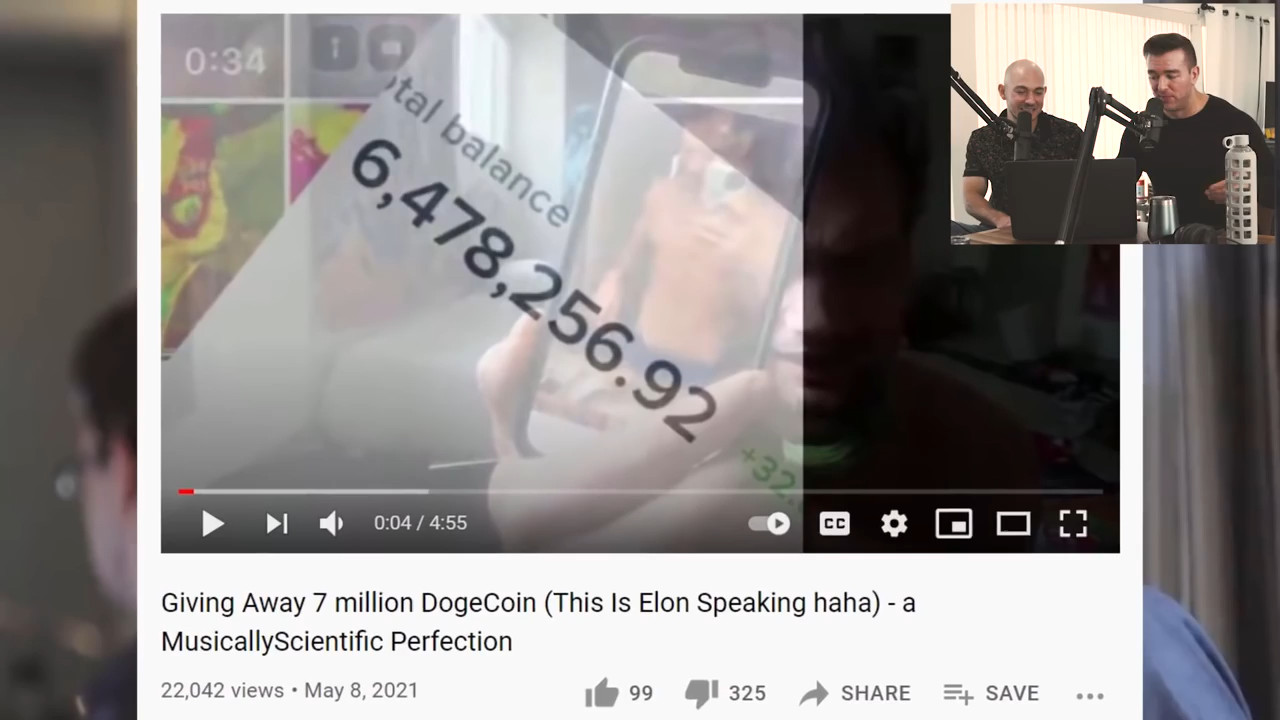 0:34
otal balance
6,478,256.92
+32.
0:04 / 4:55
CC
Giving Away 7 million DogeCoin (This Is Elon Speaking haha) - a
MusicallyScientific Perfection
22,042 views • May 8, 2021
99
325
SHARE
SAVE